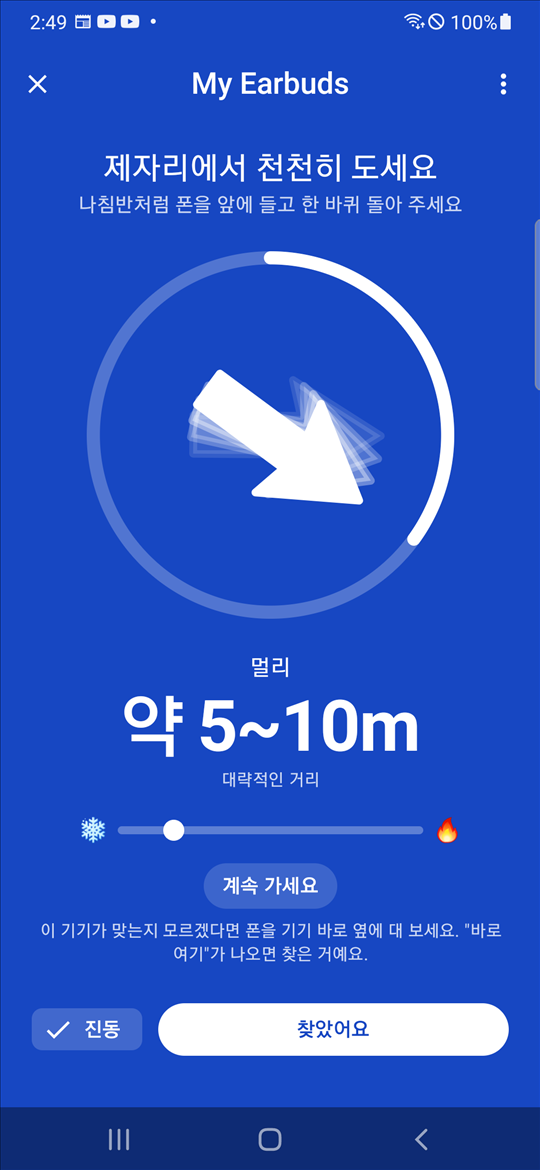 2:49
100%
My Earbuds
제자리에서 천천히 도세요
나침반처럼 폰을 앞에 들고 한 바퀴 돌아 주세요
멀리
약 5~10m
대략적인 거리
계속 가세요
이 기기가 맞는지 모르겠다면 폰을 기기 바로 옆에 대 보세요. "바로
여기"가 나오면 찾은 거예요.
진동
찾았어요